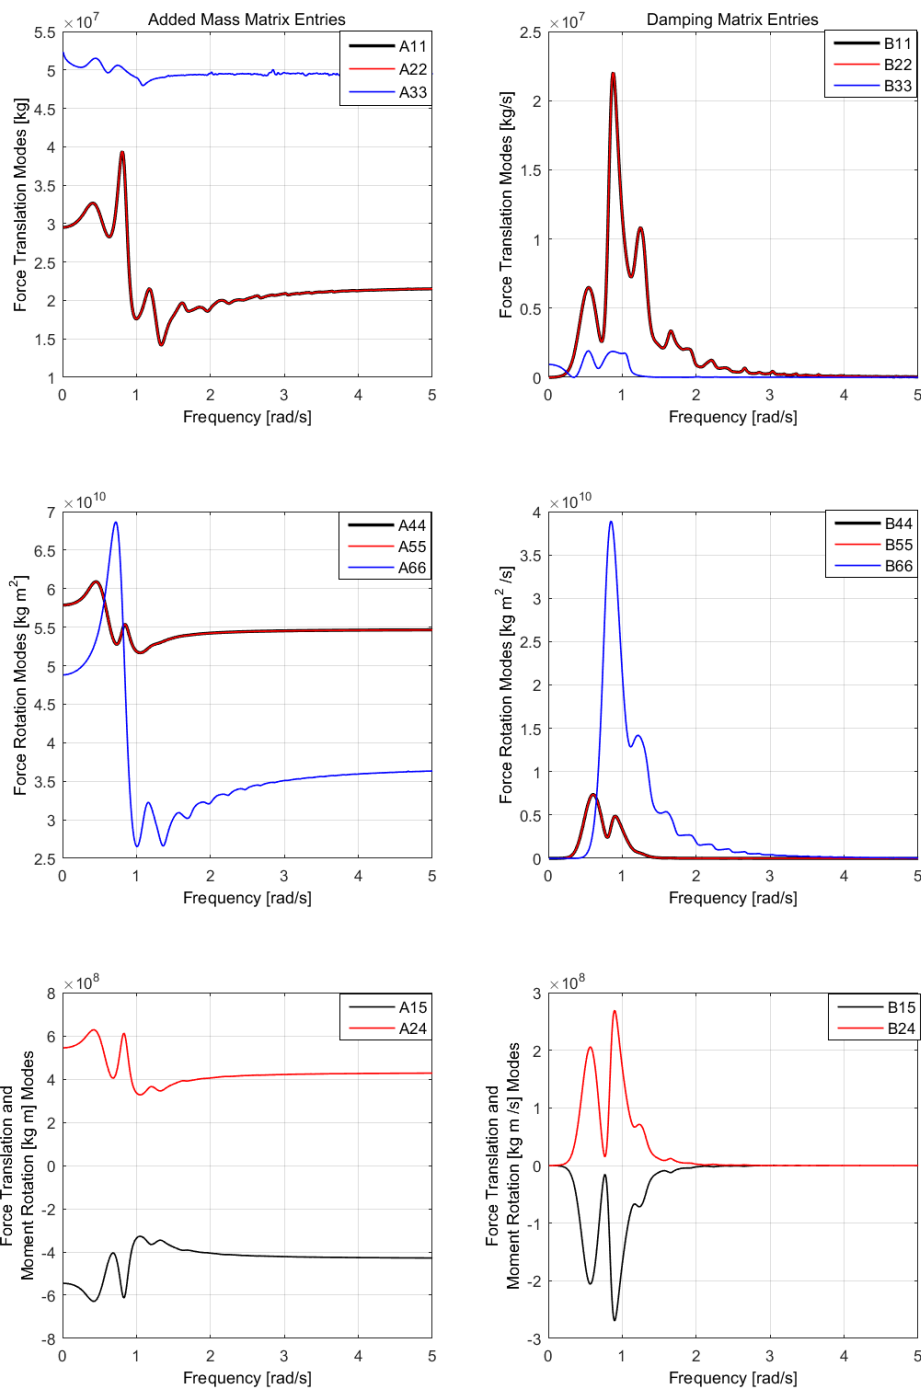 Added Mass Matrix Entries
×10⁷
5.5
5
4.5
4
3.5
3
2.5
2
1.5
1
0 1 2 3 4 5
Force Translation Modes [kg]
Frequency [rad/s]
A11
A22
A33
Damping Matrix Entries
×10⁷
2.5
2
1.5
1
0.5
0
0 1 2 3 4 5
Force Translation Modes [kg/s]
Frequency [rad/s]
B11
B22
B33
×10¹⁰
7
6.5
6
5.5
5
4.5
4
3.5
3
2.5
0 1 2 3 4 5
Force Rotation Modes [kg m²]
Frequency [rad/s]
A44
A55
A66
×10¹⁰
4
3.5
3
2.5
2
1.5
1
0.5
0
0 1 2 3 4 5
Force Rotation Modes [kg m² /s]
Frequency [rad/s]
B44
B55
B66
×10⁸
8
6
4
2
0
-2
-4
-6
-8
0 1 2 3 4 5
Force Translation and
Moment Rotation [kg m] Modes
Frequency [rad/s]
A15
A24
×10⁸
3
2
1
0
-1
-2
-3
0 1 2 3 4 5
Force Translation and
Moment Rotation [kg m /s] Modes
Frequency [rad/s]
B15
B24